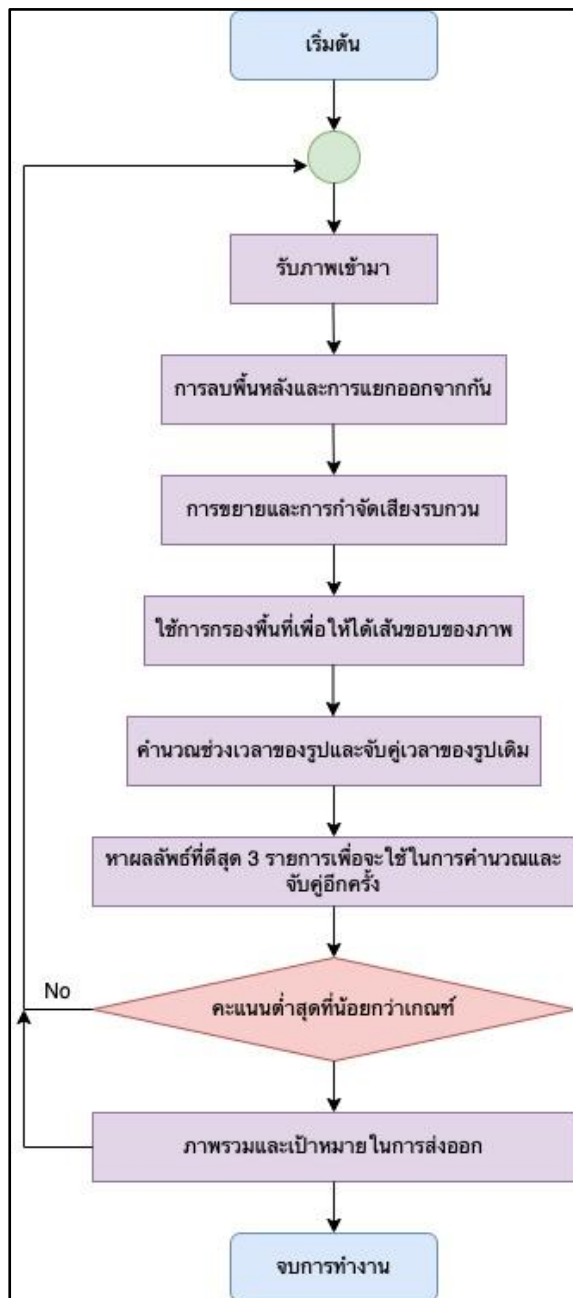 เริ่มต้น
รับภาพเข้ามา
การลบพื้นหลังและการแยกออกจากกัน
การขยายและการกำจัดเสียงรบกวน
ใช้การกรองพื้นที่เพื่อให้ได้เส้นขอบของภาพ
คำนวณช่วงเวลาของรูปและจับคู่เวลาของรูปเดิม
หาผลลัพธ์ที่ดีสุด 3 รายการเพื่อจะใช้ในการคำนวณและ
จับคู่อีกครั้ง
No
คะแนนต่ำสุดที่น้อยกว่าเกณฑ์
ภาพรวมและเป้าหมายในการส่งออก
จบการทำงาน